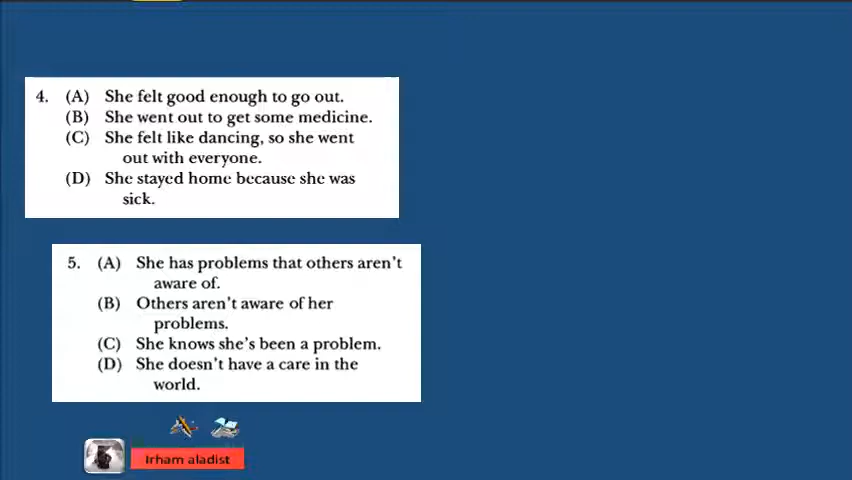 4. (A) She felt good enough to go out.
(B) She went out to get some medicine.
(C) She felt like dancing, so she went
out with everyone.
(D) She stayed home because she was
sick.
5. (A) She has problems that others aren't
aware of.
(B) Others aren't aware of her
problems.
(C) She knows she's been a problem.
(D) She doesn't have a care in the
world.
Irham aladist